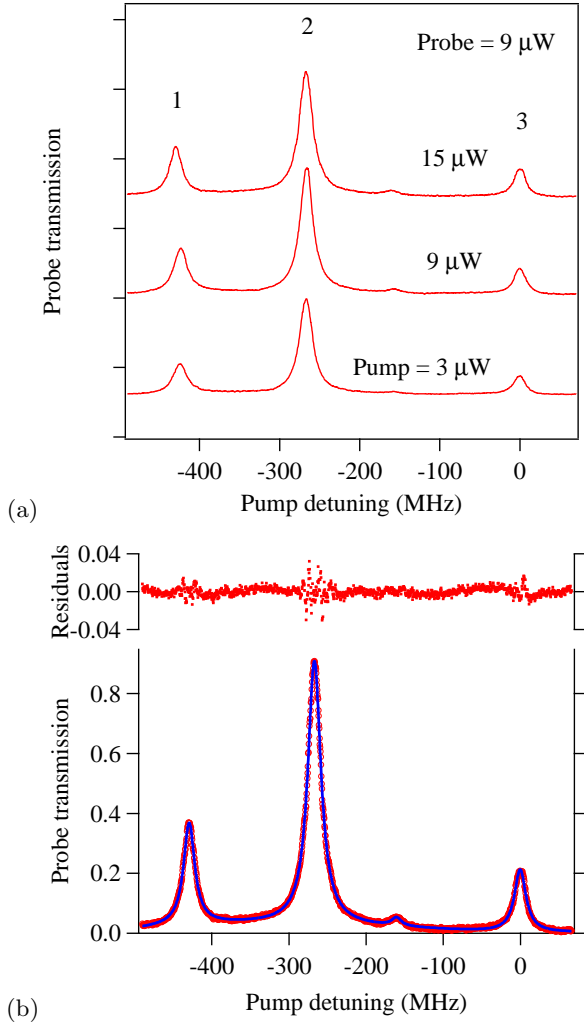 2
Probe = 9 μW
1
3
15 μW
9 μW
Pump = 3 μW
Probe transmission
-400 -300 -200 -100 0
Pump detuning (MHz)
(a)
0.04
0.00
-0.04
Residuals
0.8
0.6
0.4
0.2
0.0
Probe transmission
-400 -300 -200 -100 0
Pump detuning (MHz)
(b)